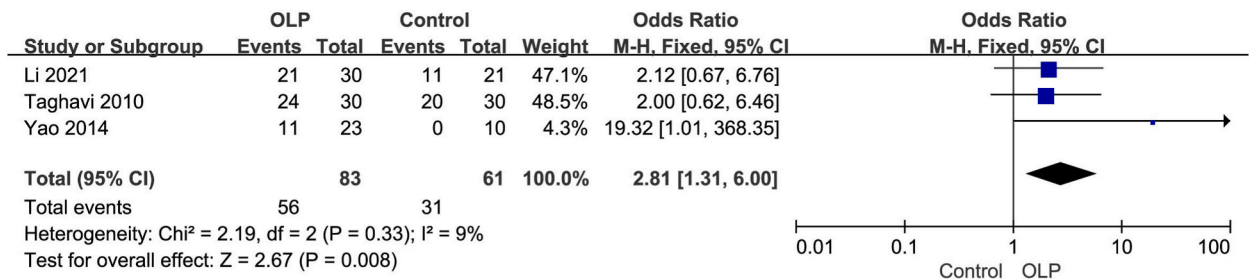 OLP Control Odds Ratio Odds Ratio
Study or Subgroup Events Total Events Total Weight M-H, Fixed, 95% CI M-H, Fixed, 95% CI
Li 2021 21 30 11 21 47.1% 2.12 [0.67, 6.76]
Taghavi 2010 24 30 20 30 48.5% 2.00 [0.62, 6.46]
Yao 2014 11 23 0 10 4.3% 19.32 [1.01, 368.35]
Total (95% CI) 83 61 100.0% 2.81 [1.31, 6.00]
Total events 56 31
Heterogeneity: Chi² = 2.19, df = 2 (P = 0.33); I² = 9%
Test for overall effect: Z = 2.67 (P = 0.008)
0.01 0.1 1 10 100
Control OLP